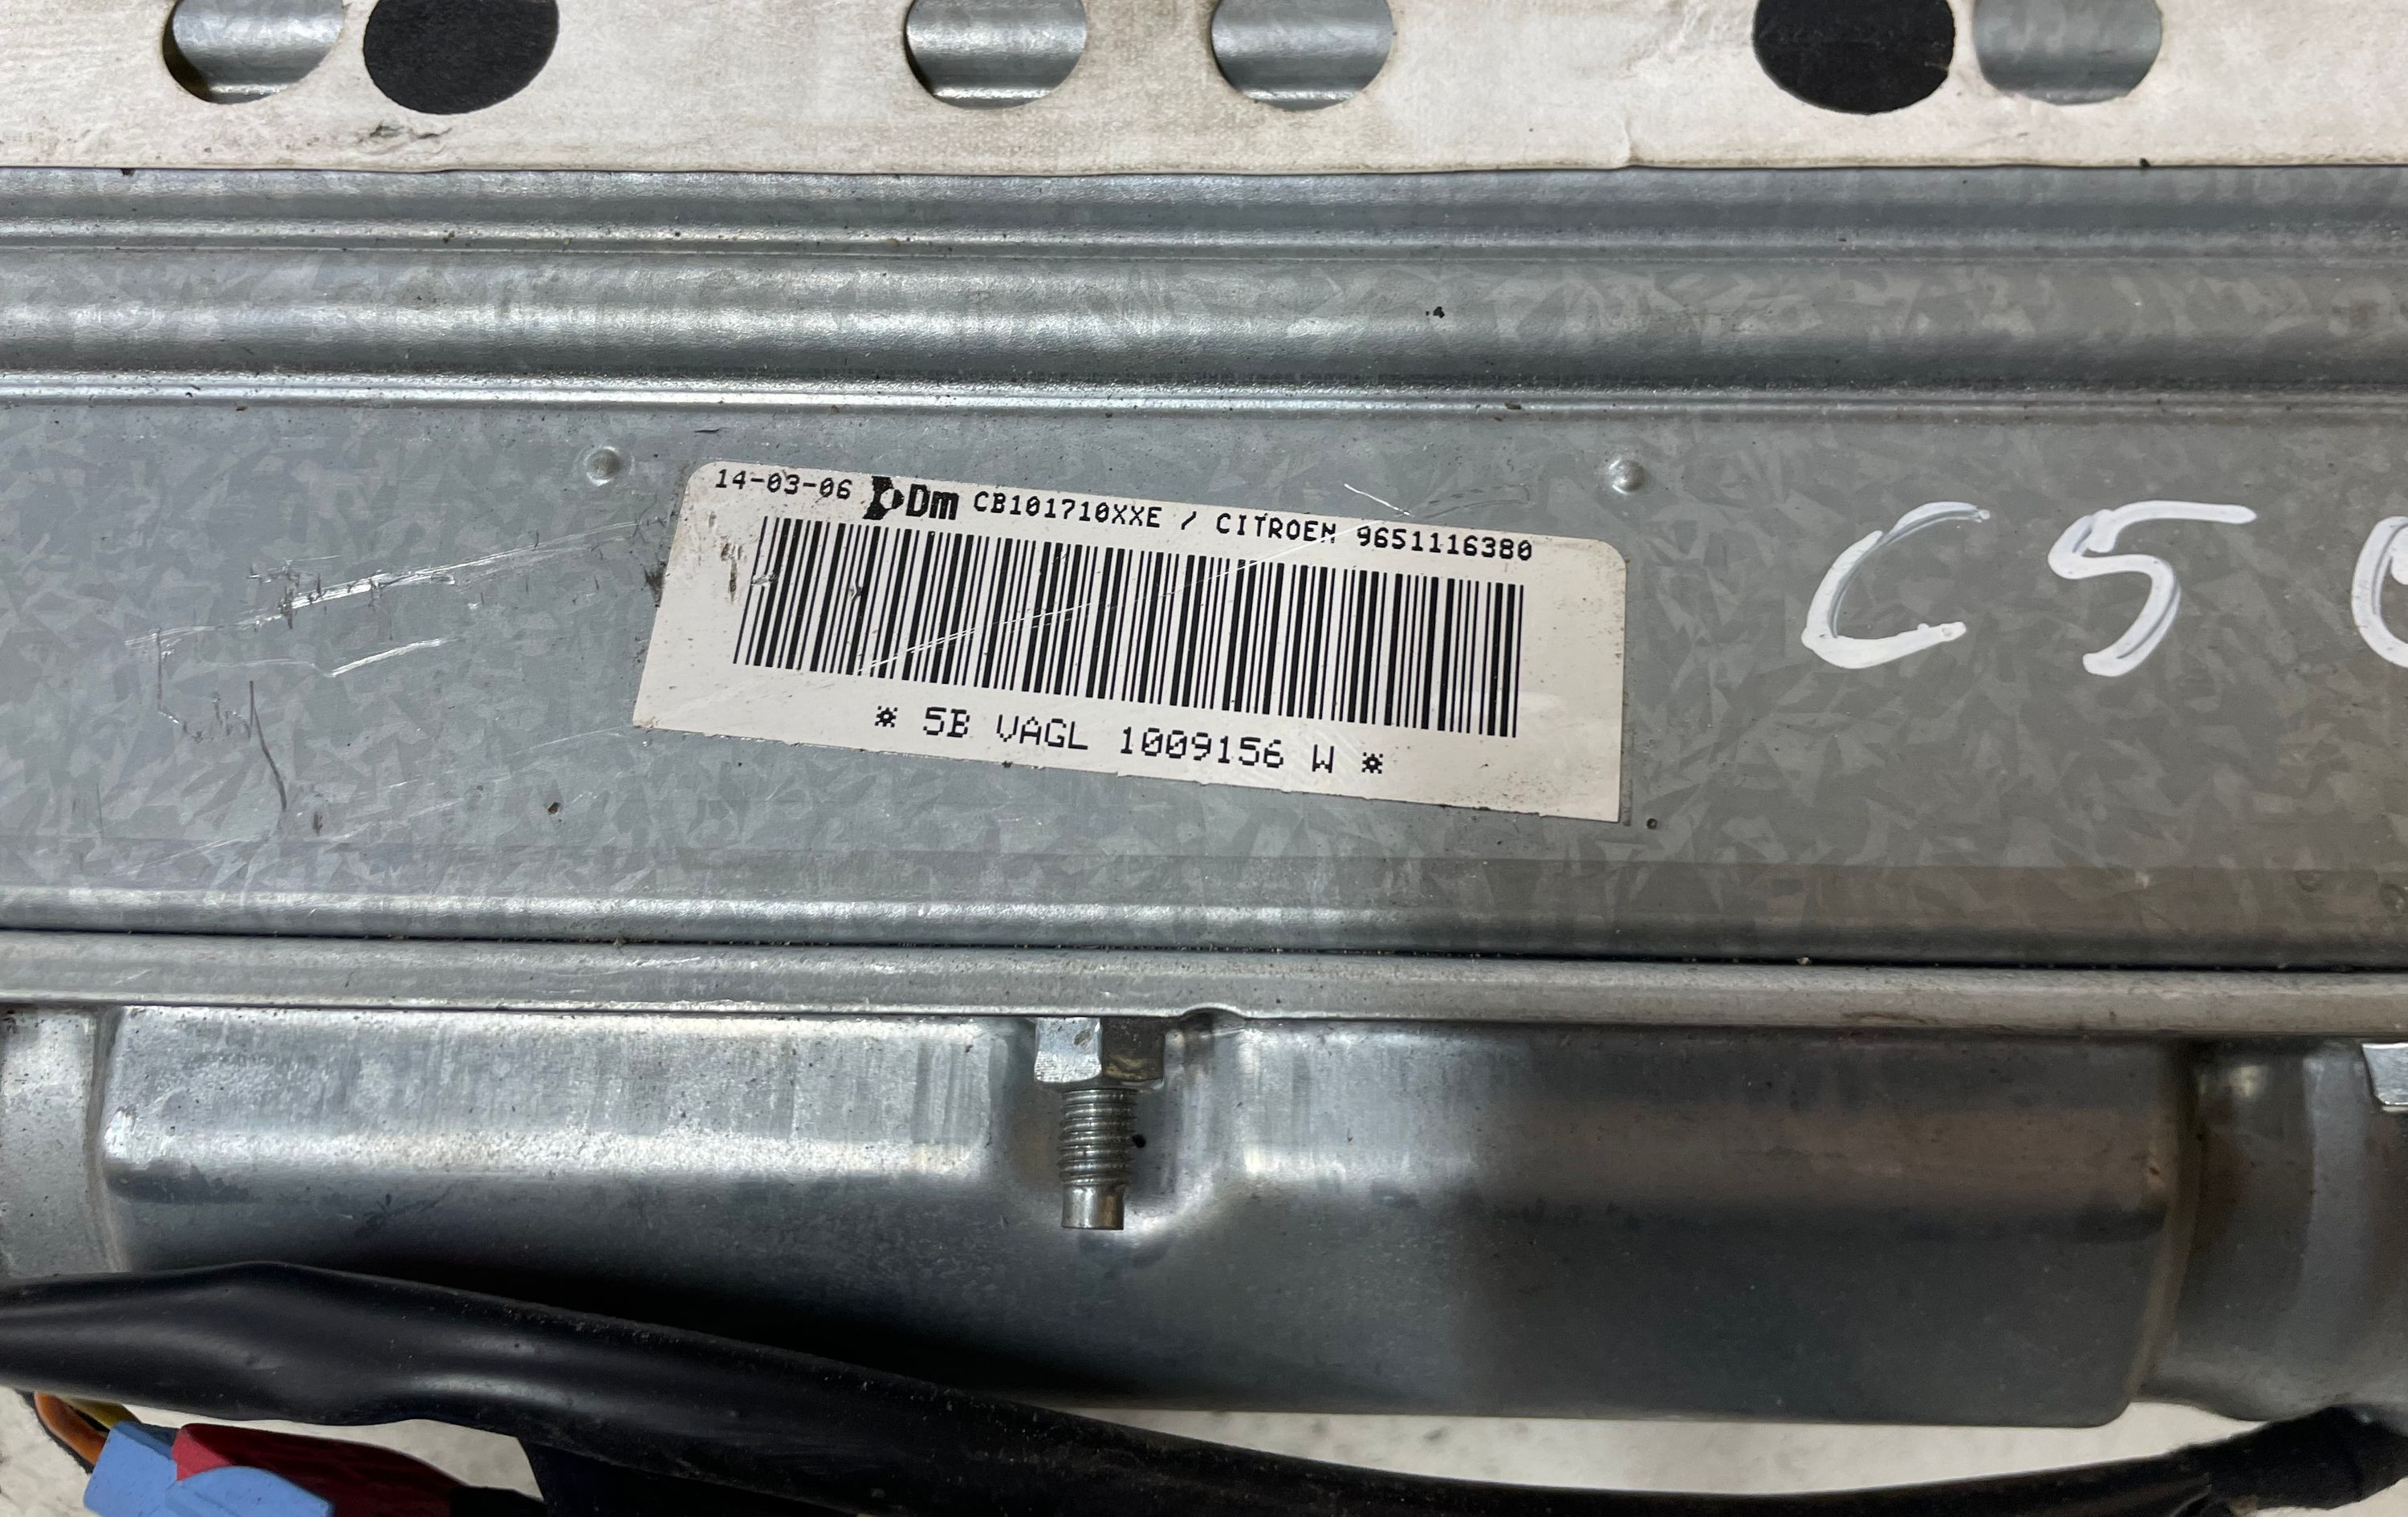 14-03-06 Dm CB101710XXE / CITROEN 9651116380
* 5B VAGL 1009156 W *
C5